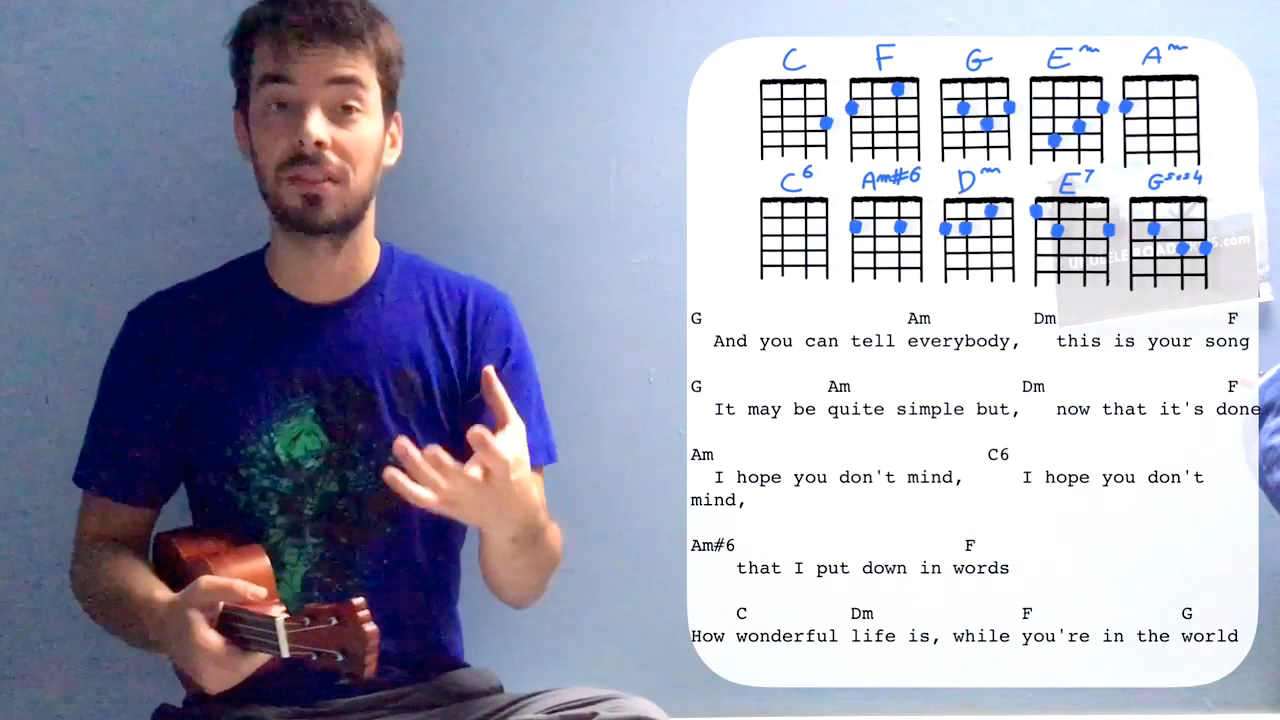 C F G Em Am
C6 Am#6 Dm E7 Gsus4
G Am Dm F
And you can tell everybody, this is your song
G Am Dm F
It may be quite simple but, now that it's done
Am C6
I hope you don't mind, I hope you don't
mind,
Am#6 F
that I put down in words
C Dm F G
How wonderful life is, while you're in the world